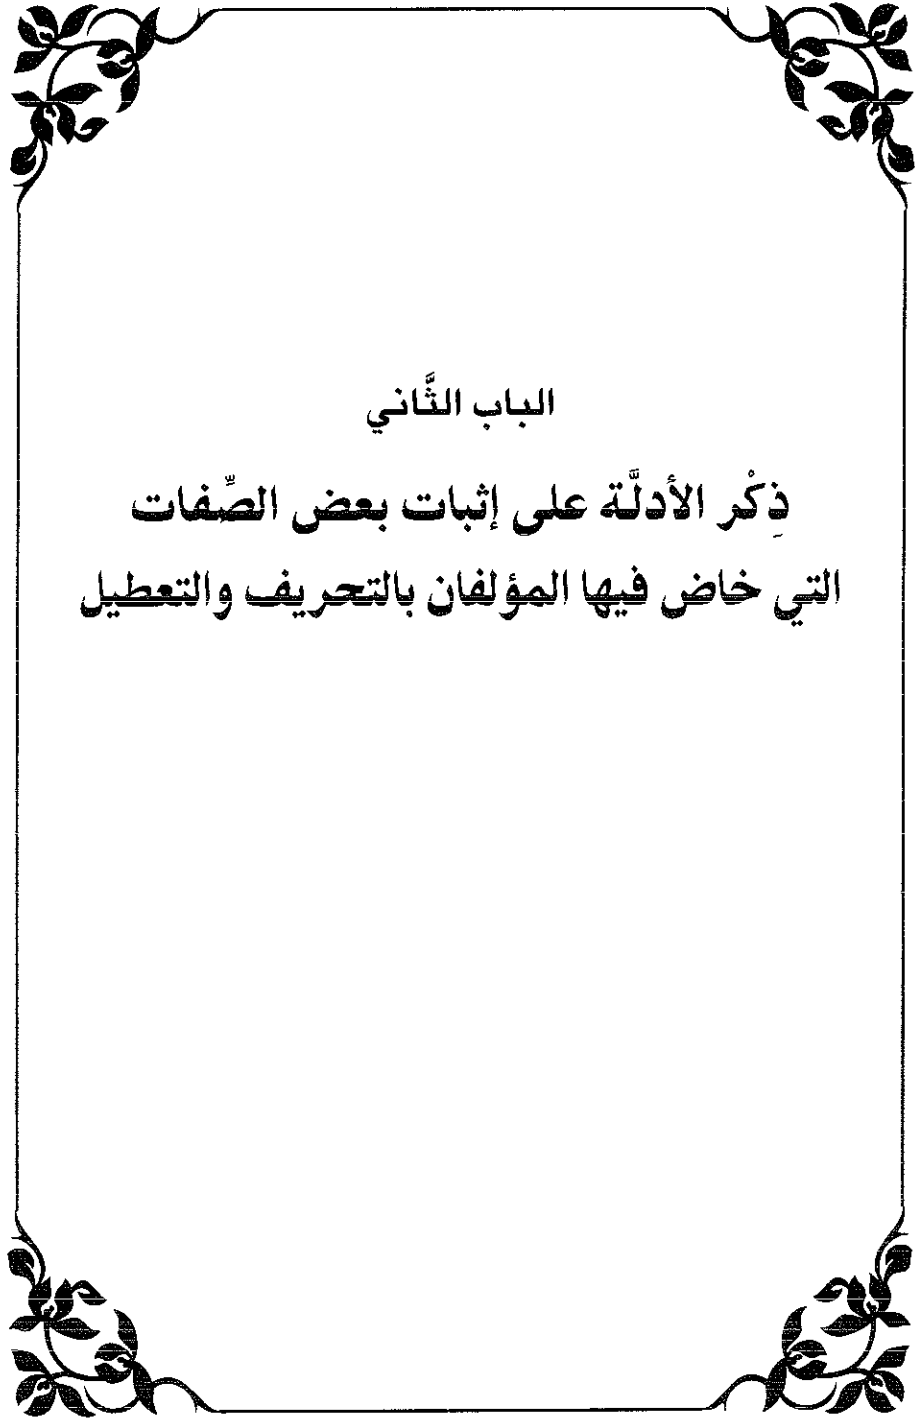 الباب الثَّاني
ذِكْر الأدلَّة على إثبات بعض الصِّفات
التي خاض فيها المؤلفان بالتحريف والتعطيل